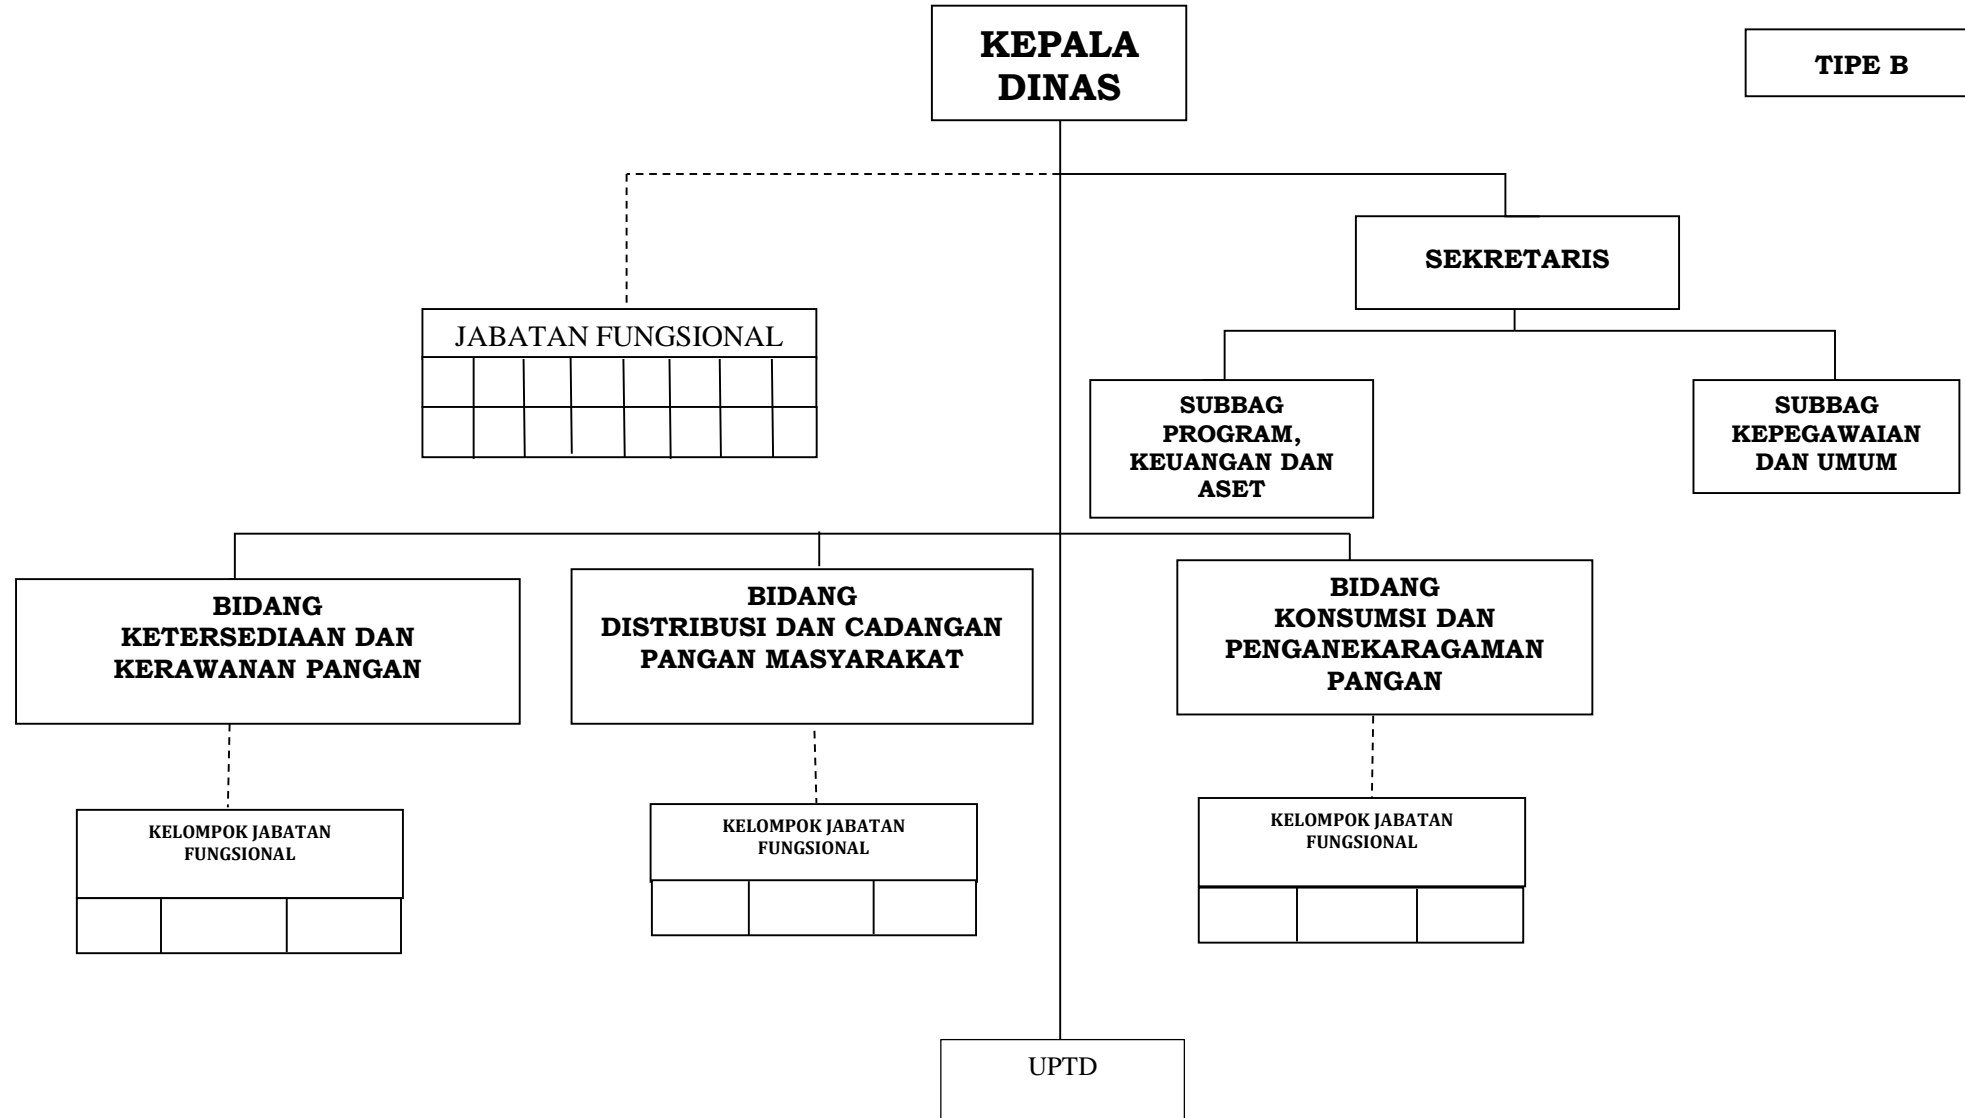 KEPALA
DINAS
TIPE B
SEKRETARIS
JABATAN FUNGSIONAL
SUBBAG
PROGRAM,
KEUANGAN DAN
ASET
SUBBAG
KEPEGAWAIAN
DAN UMUM
BIDANG
KETERSEDIAAN DAN
KERAWANAN PANGAN
BIDANG
DISTRIBUSI DAN CADANGAN
PANGAN MASYARAKAT
BIDANG
KONSUMSI DAN
PENGANEKARAGAMAN
PANGAN
KELOMPOK JABATAN
FUNGSIONAL
KELOMPOK JABATAN
FUNGSIONAL
KELOMPOK JABATAN
FUNGSIONAL
UPTD